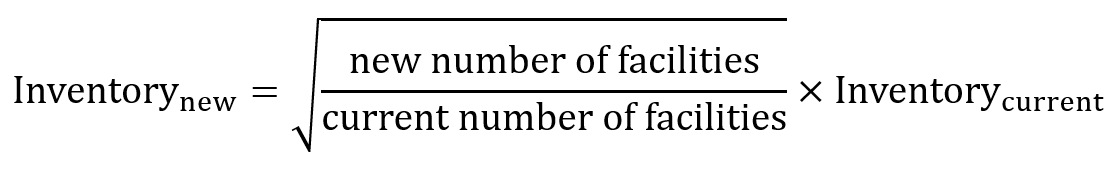 Inventory_new = √(new number of facilities / current number of facilities) × Inventory_current